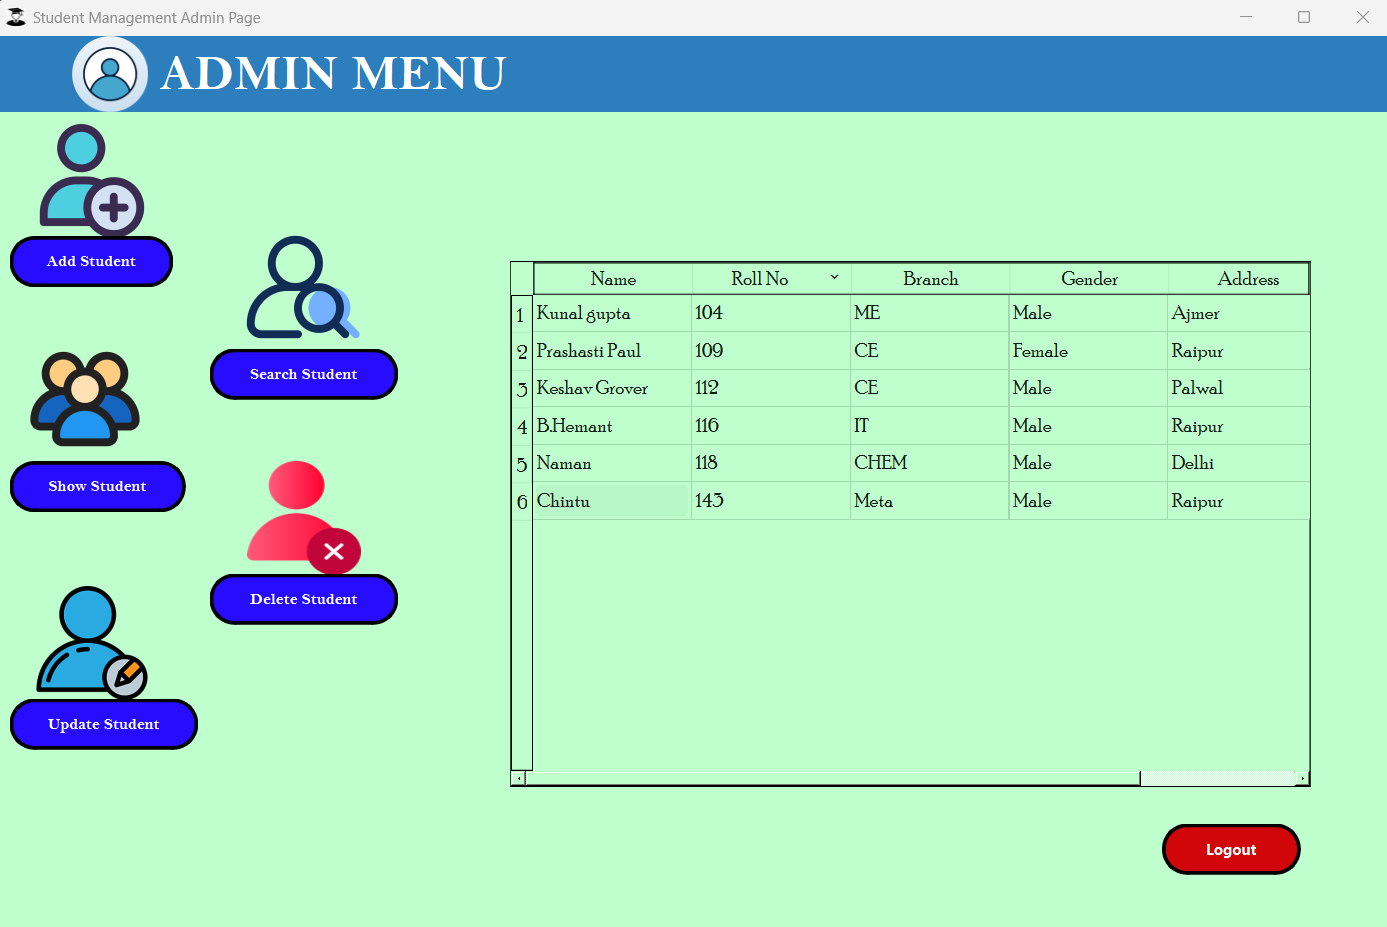 Student Management Admin Page
ADMIN MENU
Add Student
Search Student
Show Student
Delete Student
Update Student
Name Roll No Branch Gender Address
1 Kunal gupta 104 ME Male Ajmer
2 Prashasti Paul 109 CE Female Raipur
3 Keshav Grover 112 CE Male Palwal
4 B.Hemant 116 IT Male Raipur
5 Naman 118 CHEM Male Delhi
6 Chintu 143 Meta Male Raipur
Logout